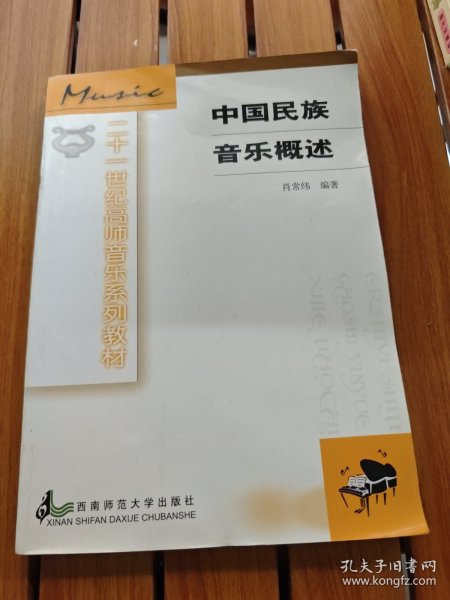 Music
中国民族
音乐概述
肖常纬 编著
二十一世纪高师音乐系列教材
西南师范大学出版社
XINAN SHIFAN DAXUE CHUBANSHE
孔夫子旧书网
www.kongfz.com